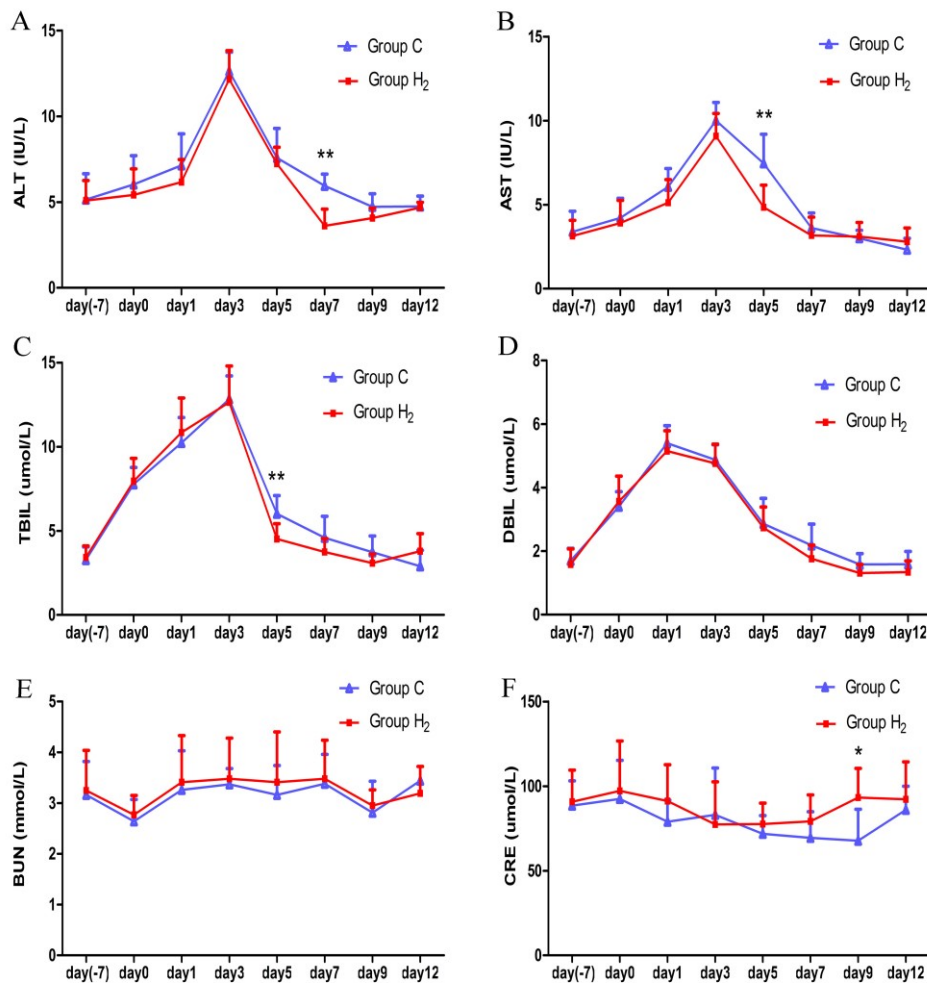 A
ALT (IU/L)
15
10
5
0
Group C
Group H2
**
day(-7) day0 day1 day3 day5 day7 day9 day12
B
AST (IU/L)
15
10
5
0
Group C
Group H2
**
day(-7) day0 day1 day3 day5 day7 day9 day12
C
TBIL (umol/L)
15
10
5
0
Group C
Group H2
**
day(-7) day0 day1 day3 day5 day7 day9 day12
D
DBIL (umol/L)
8
6
4
2
0
Group C
Group H2
day(-7) day0 day1 day3 day5 day7 day9 day12
E
BUN (mmol/L)
5
4
3
2
1
0
Group C
Group H2
day(-7) day0 day1 day3 day5 day7 day9 day12
F
CRE (umol/L)
150
100
50
0
Group C
Group H2
*
day(-7) day0 day1 day3 day5 day7 day9 day12